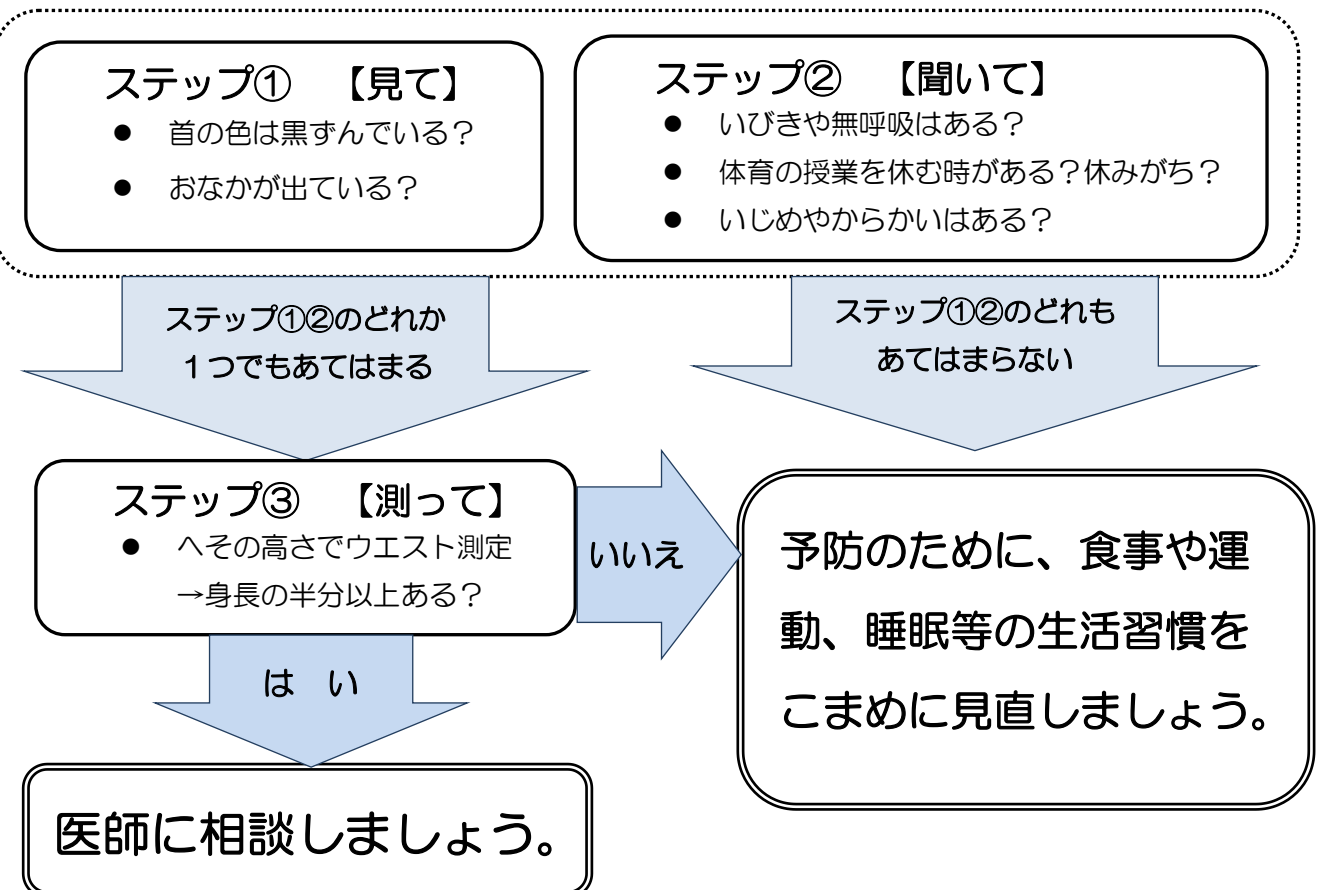 ステップ① 【見て】
● 首の色は黒ずんでいる？
● おなかが出ている？
ステップ② 【聞いて】
● いびきや無呼吸はある？
● 体育の授業を休む時がある？休みがち？
● いじめやからかいはある？
ステップ①②のどれか
１つでもあてはまる
ステップ①②のどれも
あてはまらない
ステップ③ 【測って】
● へその高さでウエスト測定
→身長の半分以上ある？
いいえ
は い
予防のために、食事や運
動、睡眠等の生活習慣を
こまめに見直しましょう。
医師に相談しましょう。